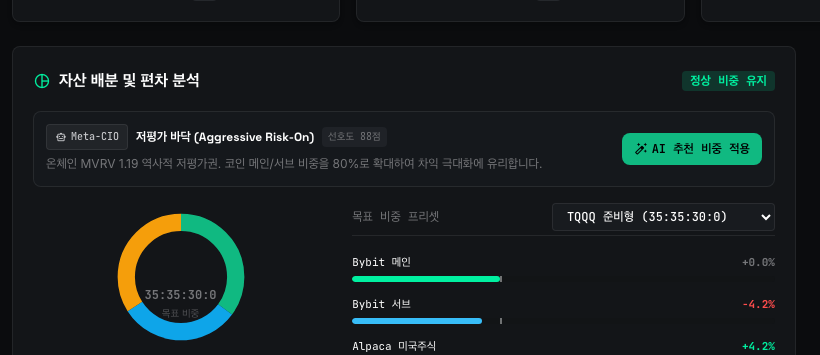 자산 배분 및 편차 분석
정상 비중 유지
Meta-CIO 저평가 바닥 (Aggressive Risk-On) 선호도 88점
온체인 MVRV 1.19 역사적 저평가권. 코인 메인/서브 비중을 80%로 확대하여 차익 극대화에 유리합니다.
AI 추천 비중 적용
35:35:30:0
목표 비중
목표 비중 프리셋
TQQQ 준비형 (35:35:30:0)
Bybit 메인 +0.0%
Bybit 서브 -4.2%
Alpaca 미국주식 +4.2%